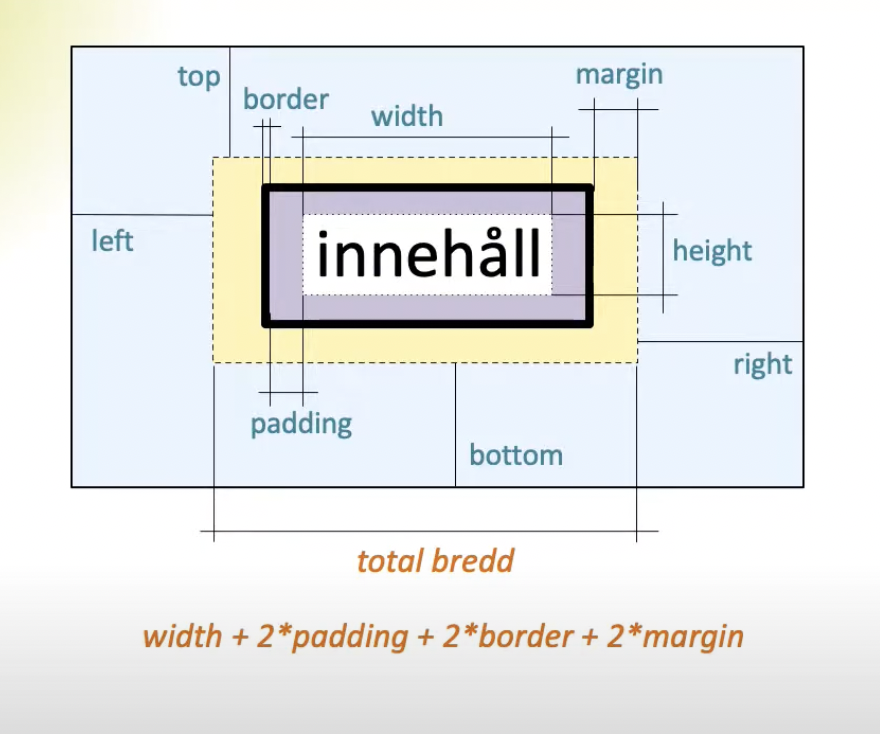 top
border
width
margin
left
innehåll
height
right
padding
bottom
total bredd
width + 2*padding + 2*border + 2*margin